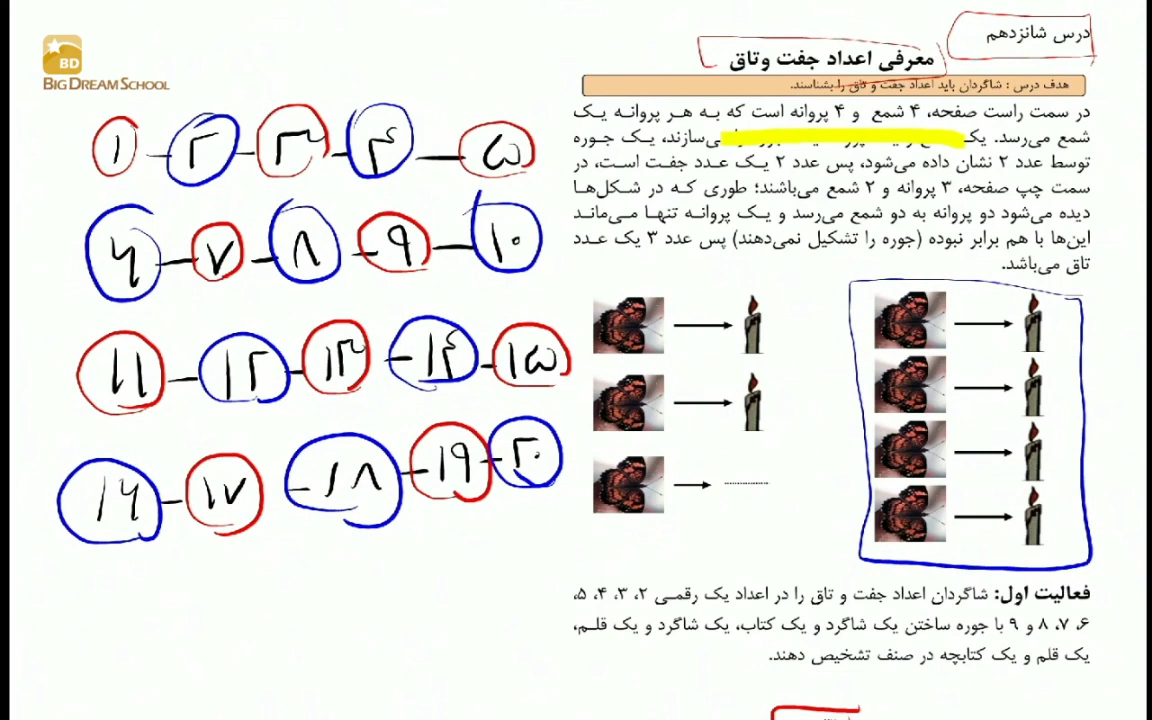 درس شانزدهم
معرفی اعداد جفت وتاق
هدف درس : شاگردان باید اعداد جفت و تاق را بشناسند.
در سمت راست صفحه، ۴ شمع و ۴ پروانه است که به هر پروانه یک
شمع می‌رسد. یک می‌سازند، یک جوره
توسط عدد ۲ نشان داده می‌شود، پس عدد ۲ یک عدد جفت است، در
سمت چپ صفحه، ۳ پروانه و ۲ شمع می‌باشند؛ طوری که در شکل‌ها
دیده می‌شود دو پروانه به دو شمع می‌رسد و یک پروانه تنها می‌ماند
این‌ها با هم برابر نبوده (جوره را تشکیل نمی‌دهند) پس عدد ۳ یک عدد
تاق می‌باشد.
فعالیت اول: شاگردان اعداد جفت و تاق را در اعداد یک رقمی ۲، ۳، ۴، ۵،
۶، ۷، ۸ و ۹ با جوره ساختن یک شاگرد و یک کتاب، یک شاگرد و یک قلم،
یک قلم و یک کتابچه در صنف تشخیص دهند.
BD
BIG DREAM SCHOOL
۱ - ۲ - ۳ - ۴ - ۵
۶ - ۷ - ۸ - ۹ - ۱۰
۱۱ - ۱۲ - ۱۳ - ۱۴ - ۱۵
۱۶ - ۱۷ - ۱۸ - ۱۹ - ۲۰